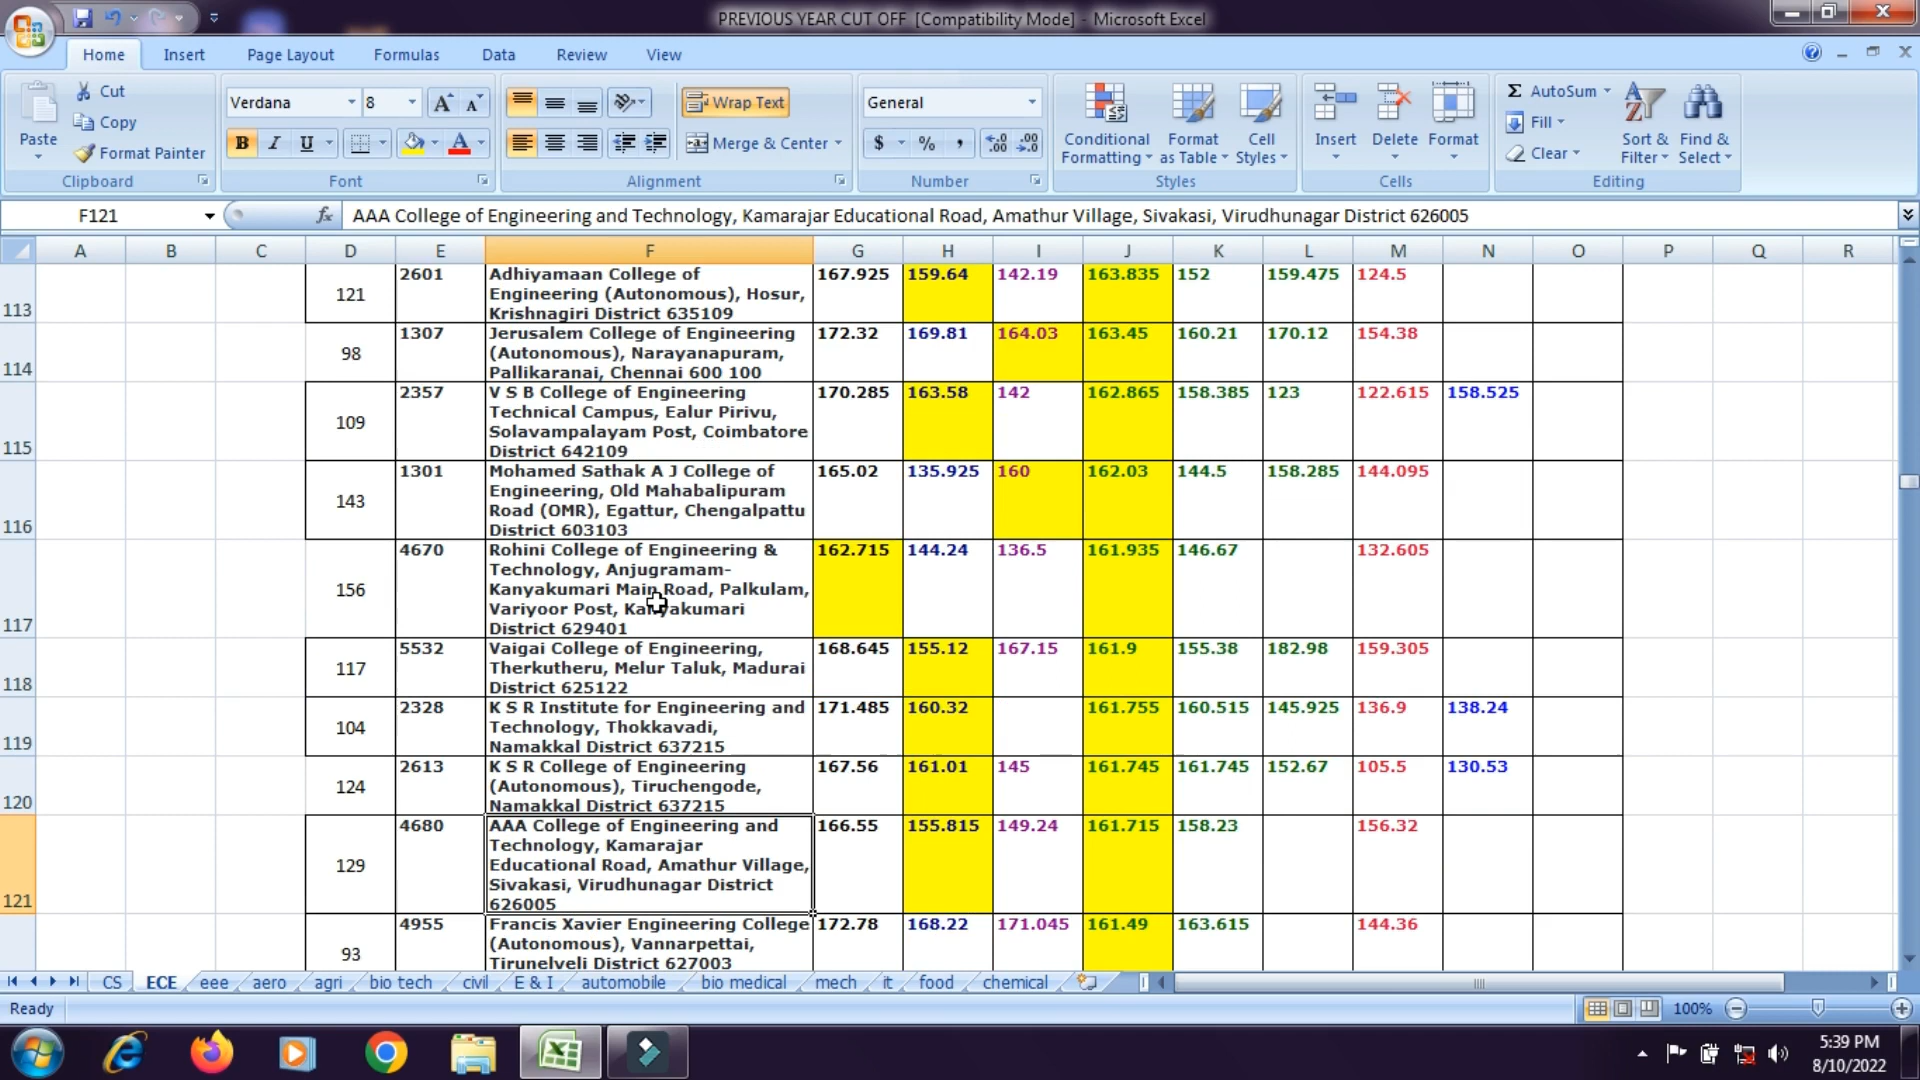 PREVIOUS YEAR CUT OFF [Compatibility Mode] - Microsoft Excel
Home Insert Page Layout Formulas Data Review View
Paste
Cut
Copy
Format Painter
Clipboard
Verdana 8
B I U
Font
Wrap Text
Merge & Center
Alignment
General
$ % ,
Number
Conditional Formatting
Format as Table
Cell Styles
Styles
Insert Delete Format
Cells
Σ AutoSum
Fill
Clear
Sort & Filter
Find & Select
Editing
F121 fx AAA College of Engineering and Technology, Kamarajar Educational Road, Amathur Village, Sivakasi, Virudhunagar District 626005
A B C D E F G H I J K L M N O P Q R
113 121 2601 Adhiyamaan College of 167.925 159.64 142.19 163.835 152 159.475 124.5
Engineering (Autonomous), Hosur,
Krishnagiri District 635109
114 98 1307 Jerusalem College of Engineering 172.32 169.81 164.03 163.45 160.21 170.12 154.38
(Autonomous), Narayanapuram,
Pallikaranai, Chennai 600 100
115 109 2357 V S B College of Engineering 170.285 163.58 142 162.865 158.385 123 122.615 158.525
Technical Campus, Ealur Pirivu,
Solavampalayam Post, Coimbatore
District 642109
116 143 1301 Mohamed Sathak A J College of 165.02 135.925 160 162.03 144.5 158.285 144.095
Engineering, Old Mahabalipuram
Road (OMR), Egattur, Chengalpattu
District 603103
117 156 4670 Rohini College of Engineering & 162.715 144.24 136.5 161.935 146.67 132.605
Technology, Anjugramam-
Kanyakumari Main Road, Palkulam,
Variyoor Post, Kanyakumari
District 629401
118 117 5532 Vaigai College of Engineering, 168.645 155.12 167.15 161.9 155.38 182.98 159.305
Therkutheru, Melur Taluk, Madurai
District 625122
119 104 2328 K S R Institute for Engineering and 171.485 160.32 161.755 160.515 145.925 136.9 138.24
Technology, Thokkavadi,
Namakkal District 637215
120 124 2613 K S R College of Engineering 167.56 161.01 145 161.745 161.745 152.67 105.5 130.53
(Autonomous), Tiruchengode,
Namakkal District 637215
121 129 4680 AAA College of Engineering and 166.55 155.815 149.24 161.715 158.23 156.32
Technology, Kamarajar
Educational Road, Amathur Village,
Sivakasi, Virudhunagar District
626005
93 4955 Francis Xavier Engineering College 172.78 168.22 171.045 161.49 163.615 144.36
(Autonomous), Vannarpettai,
Tirunelveli District 627003
CS ECE eee aero agri bio tech civil E & I automobile bio medical mech it food chemical
Ready 100%
5:39 PM
8/10/2022